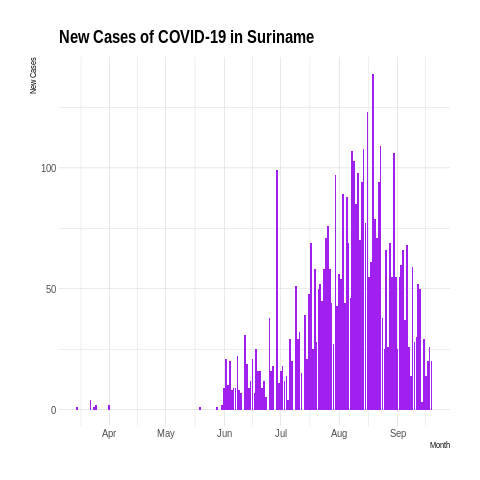 New Cases of COVID-19 in Suriname
New Cases
100
50
0
Apr May Jun Jul Aug Sep
Month